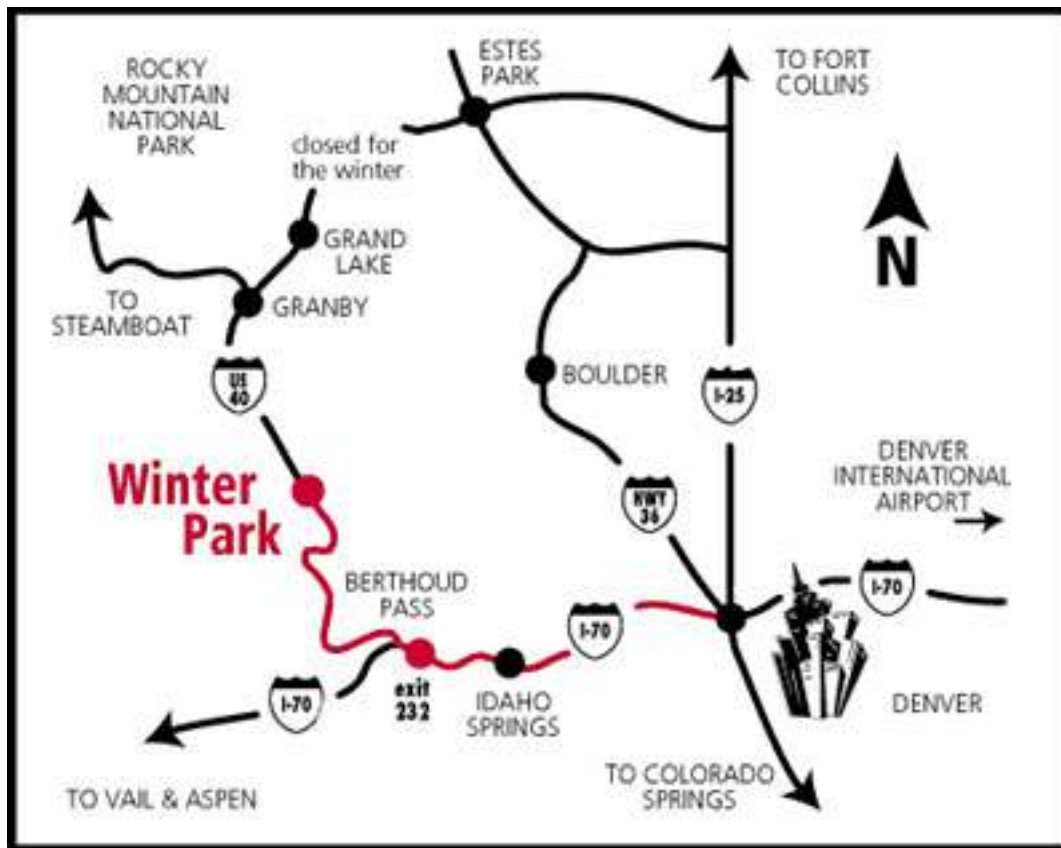 ROCKY
MOUNTAIN
NATIONAL
PARK
ESTES
PARK
TO FORT
COLLINS
closed for
the winter
GRAND
LAKE
N
TO
STEAMBOAT
GRANBY
US
40
BOULDER
I-25
Winter
Park
DENVER
INTERNATIONAL
AIRPORT
HWY
36
BERTHOUD
PASS
I-70
I-70
I-70
exit
232
IDAHO
SPRINGS
DENVER
TO COLORADO
SPRINGS
TO VAIL & ASPEN